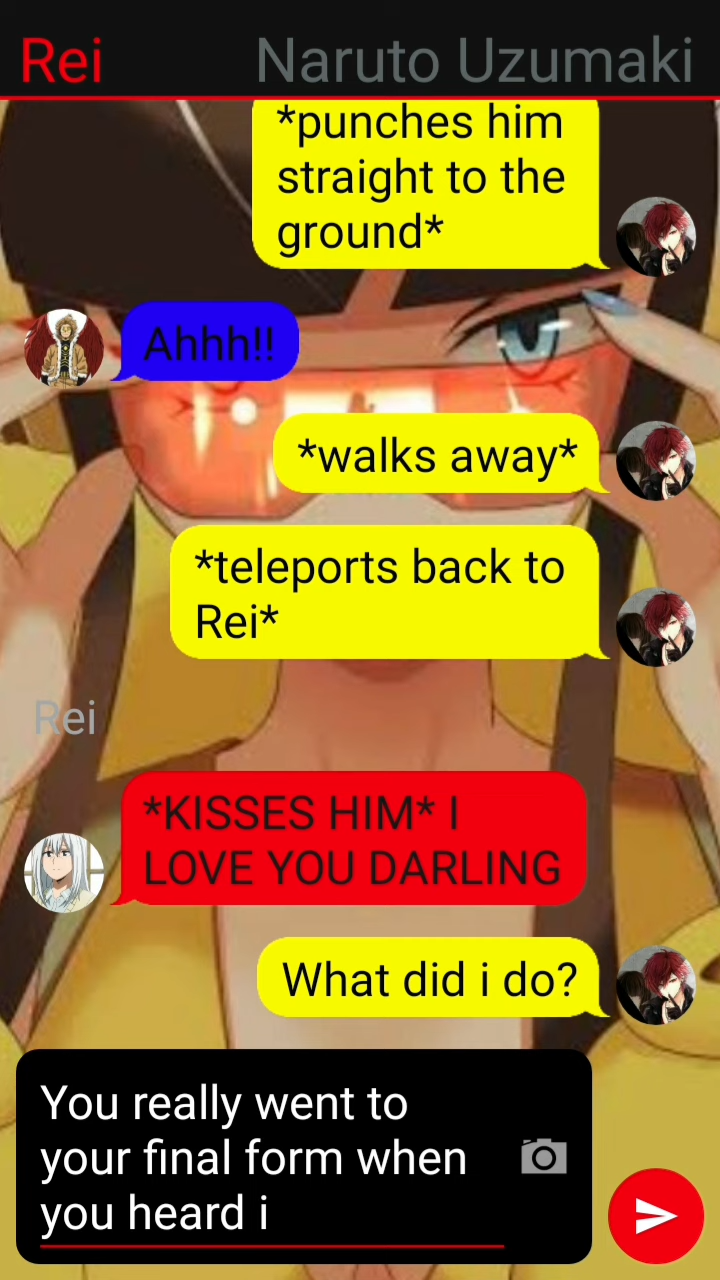 Rei
Naruto Uzumaki
*punches him
straight to the
ground*
Ahhh!!
*walks away*
*teleports back to
Rei*
Rei
*KISSES HIM* I
LOVE YOU DARLING
What did i do?
You really went to
your final form when
you heard i